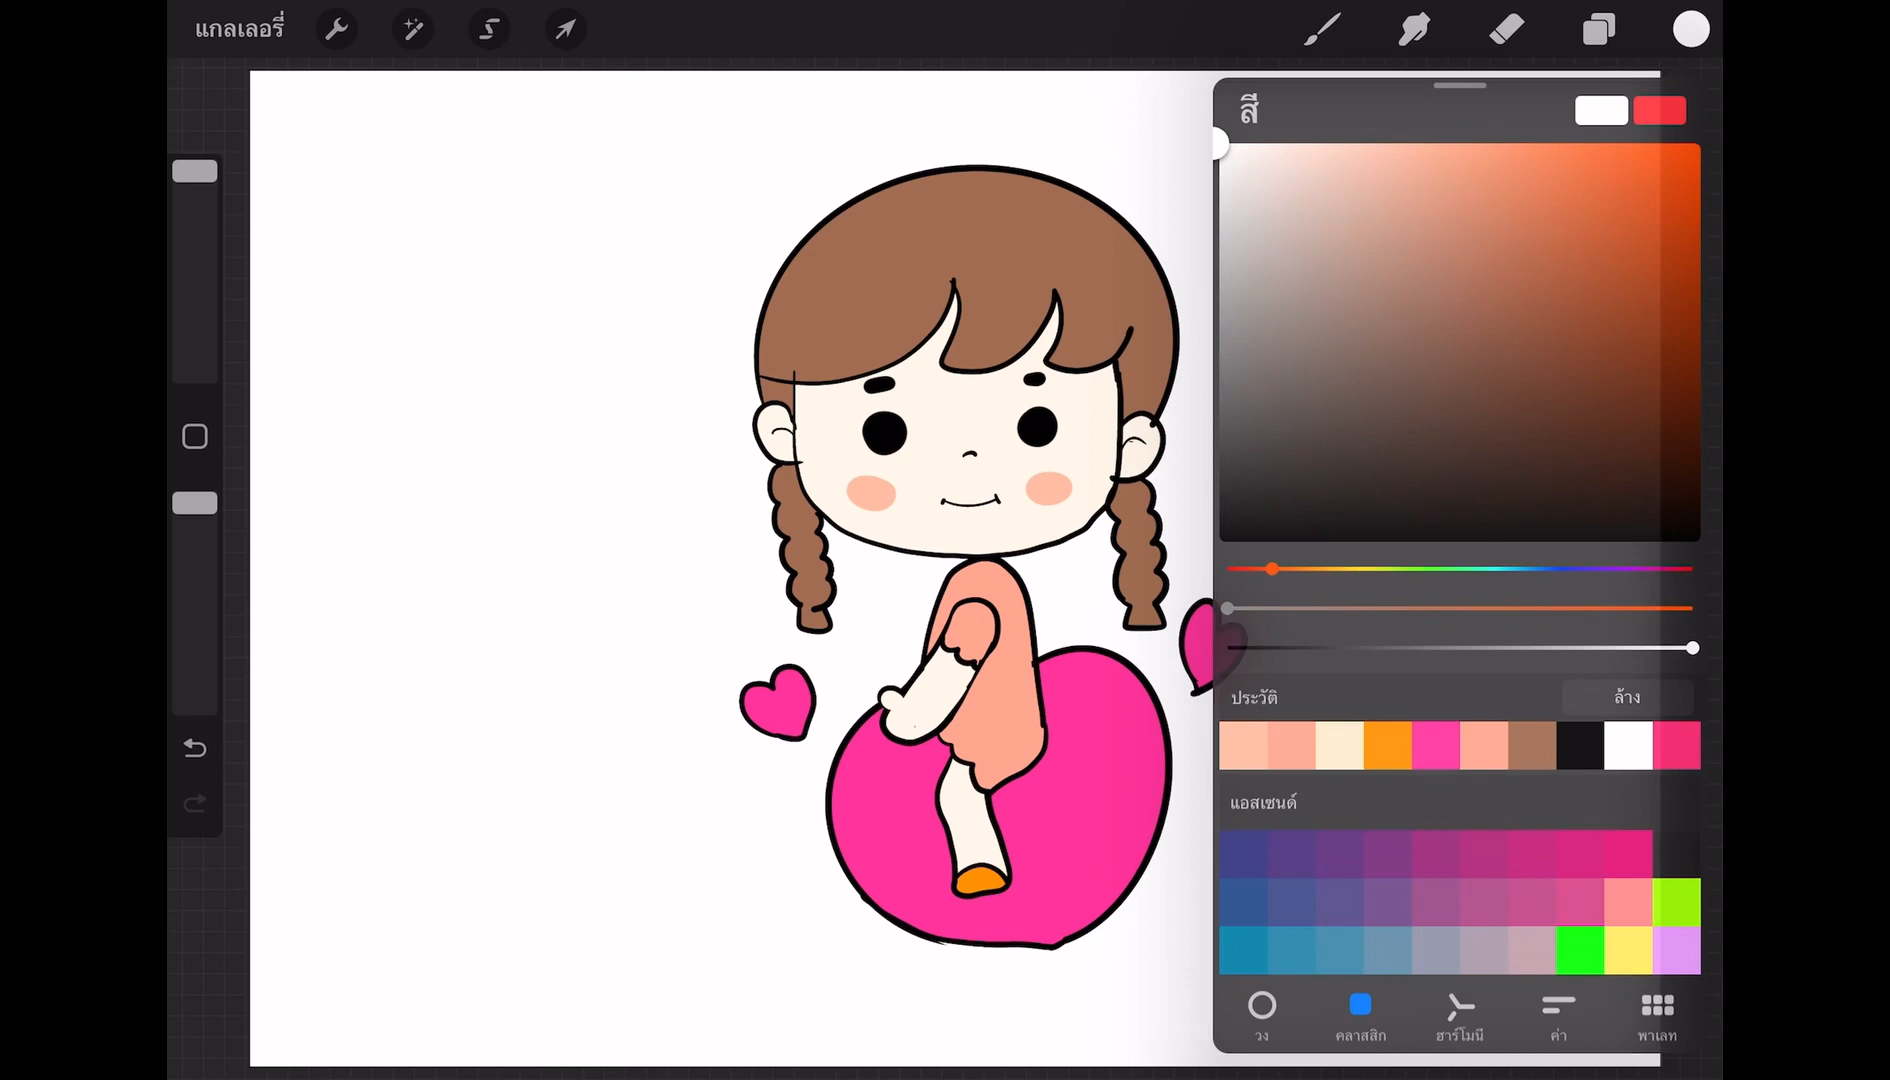 แกลเลอรี่
สี
ประวัติ
ล้าง
แอสเซนด์
วง
คลาสสิก
ฮาร์โมนี
ค่า
พาเลท